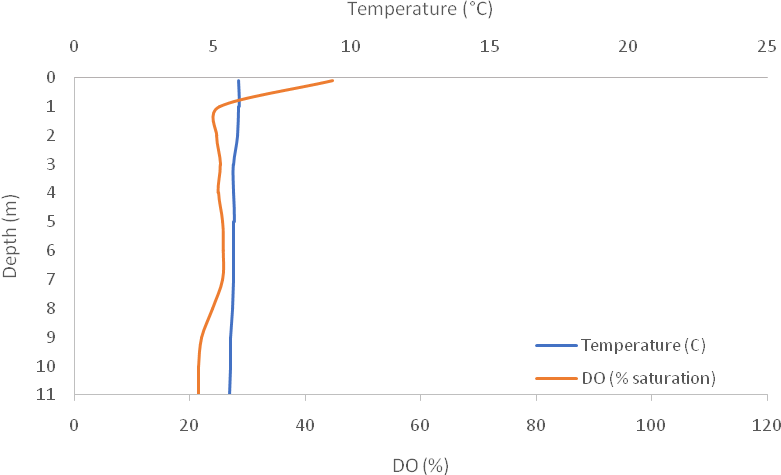 Temperature (°C)
0 5 10 15 20 25
0
1
2
3
4
5
6
7
8
9
10
11
Depth (m)
Temperature (C)
DO (% saturation)
0 20 40 60 80 100 120
DO (%)